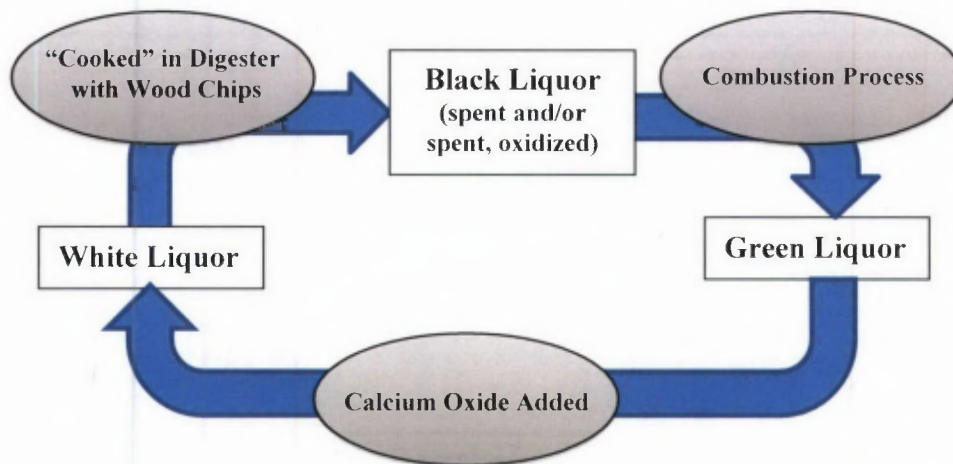 “Cooked” in Digester
with Wood Chips
Black Liquor
(spent and/or
spent, oxidized)
Combustion Process
White Liquor
Green Liquor
Calcium Oxide Added